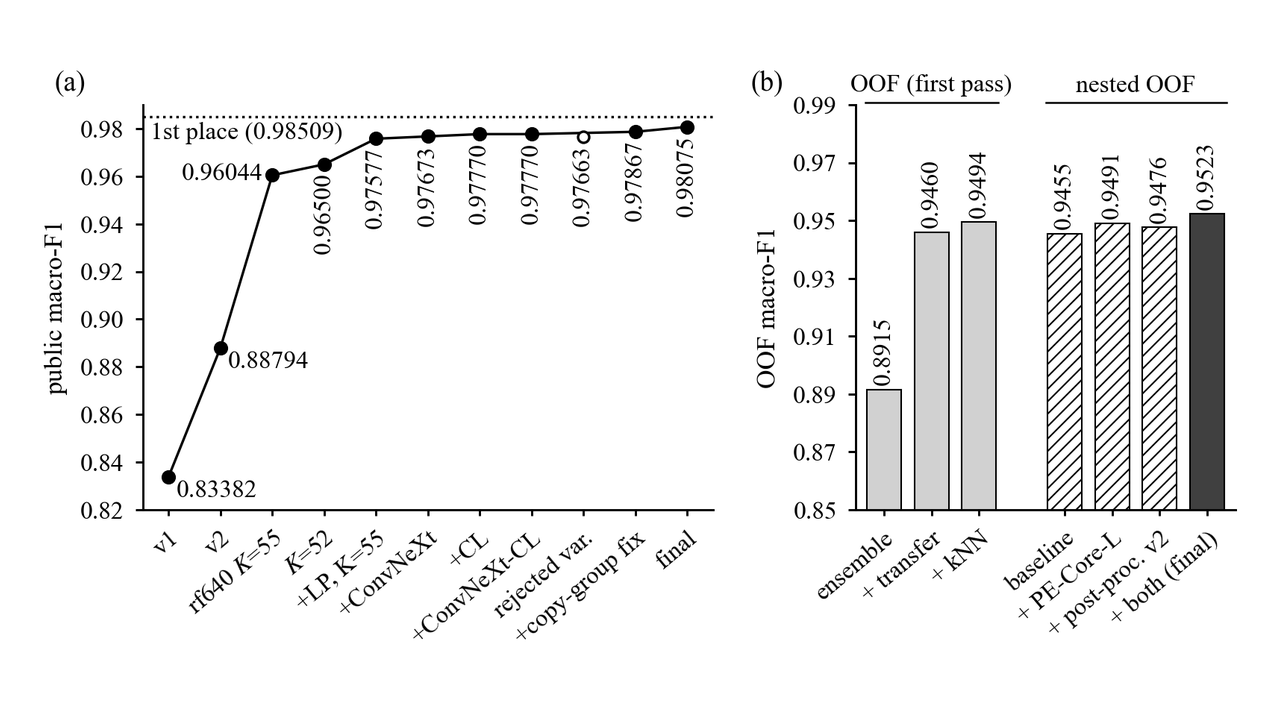 (a)
public macro-F1
0.98
0.96
0.94
0.92
0.90
0.88
0.86
0.84
0.82
1st place (0.98509)
0.83382
0.88794
0.96044
0.96500
0.97577
0.97673
0.97770
0.97770
0.97663
0.97867
0.98075
v1
v2
rf640 K=55
K=52
+LP, K=55
+ConvNeXt
+CL
+ConvNeXt-CL
rejected var.
+copy-group fix
final
(b)
OOF (first pass)
nested OOF
OOF macro-F1
0.99
0.97
0.95
0.93
0.91
0.89
0.87
0.85
0.8915
0.9460
0.9494
0.9455
0.9491
0.9476
0.9523
ensemble
+ transfer
+ kNN
baseline
+ PE-Core-L
+ post-proc. v2
+ both (final)